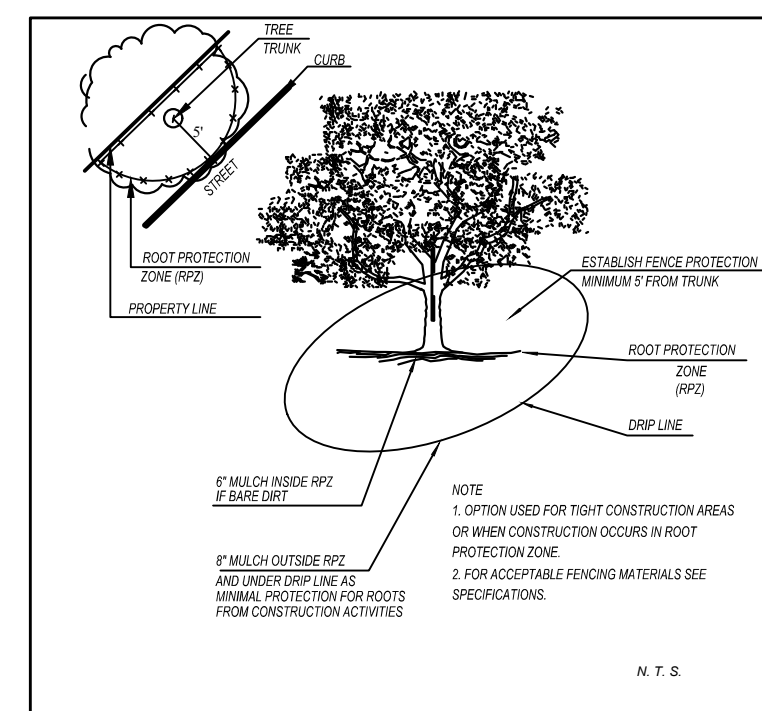 TREE
TRUNK
CURB
5'
STREET
ROOT PROTECTION
ZONE (RPZ)
PROPERTY LINE
ESTABLISH FENCE PROTECTION
MINIMUM 5' FROM TRUNK
ROOT PROTECTION
ZONE
(RPZ)
DRIP LINE
6" MULCH INSIDE RPZ
IF BARE DIRT
8" MULCH OUTSIDE RPZ
AND UNDER DRIP LINE AS
MINIMAL PROTECTION FOR ROOTS
FROM CONSTRUCTION ACTIVITIES
NOTE
1. OPTION USED FOR TIGHT CONSTRUCTION AREAS
OR WHEN CONSTRUCTION OCCURS IN ROOT
PROTECTION ZONE.
2. FOR ACCEPTABLE FENCING MATERIALS SEE
SPECIFICATIONS.
N. T. S.